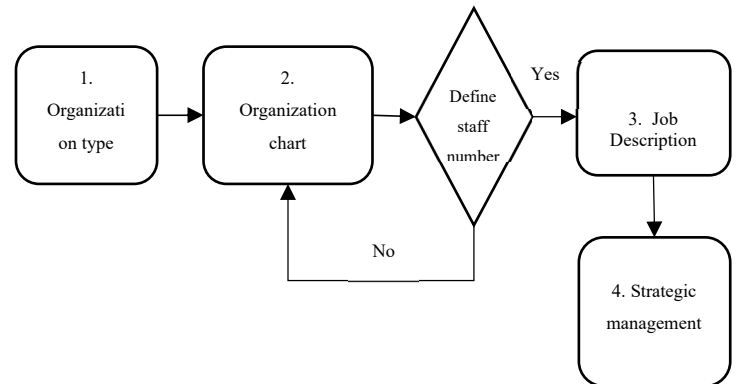 1.
Organizati
on type
2.
Organization
chart
Define
staff
number
Yes
3. Job
Description
No
4. Strategic
management